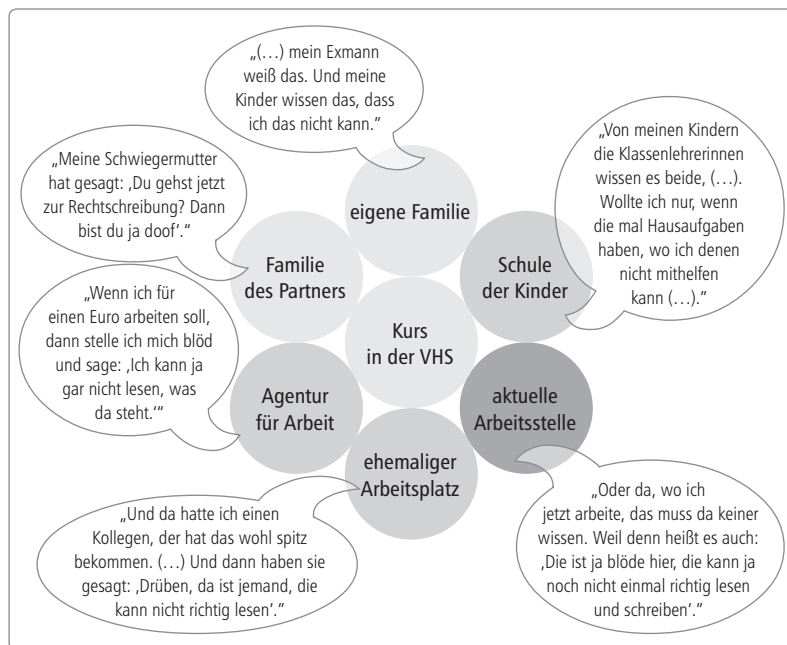 „(…) mein Exmann
weiß das. Und meine
Kinder wissen das, dass
ich das nicht kann.“
„Meine Schwiegermutter
hat gesagt: ‚Du gehst jetzt
zur Rechtschreibung? Dann
bist du ja doof‘.“
„Von meinen Kindern
die Klassenlehrerinnen
wissen es beide, (…).
Wollte ich nur, wenn
die mal Hausaufgaben
haben, wo ich denen
nicht mithelfen
kann (…).“
eigene Familie
Familie
des Partners
Schule
der Kinder
„Wenn ich für
einen Euro arbeiten soll,
dann stelle ich mich blöd
und sage: ‚Ich kann ja
gar nicht lesen, was
da steht.‘“
Kurs
in der VHS
Agentur
für Arbeit
aktuelle
Arbeitsstelle
ehemaliger
Arbeitsplatz
„Und da hatte ich einen
Kollegen, der hat das wohl spitz
bekommen. (…) Und dann haben sie
gesagt: ‚Drüben, da ist jemand, die
kann nicht richtig lesen‘.“
„Oder da, wo ich
jetzt arbeite, das muss da keiner
wissen. Weil denn heißt es auch:
‚Die ist ja blöde hier, die kann ja
noch nicht einmal richtig lesen
und schreiben‘.“